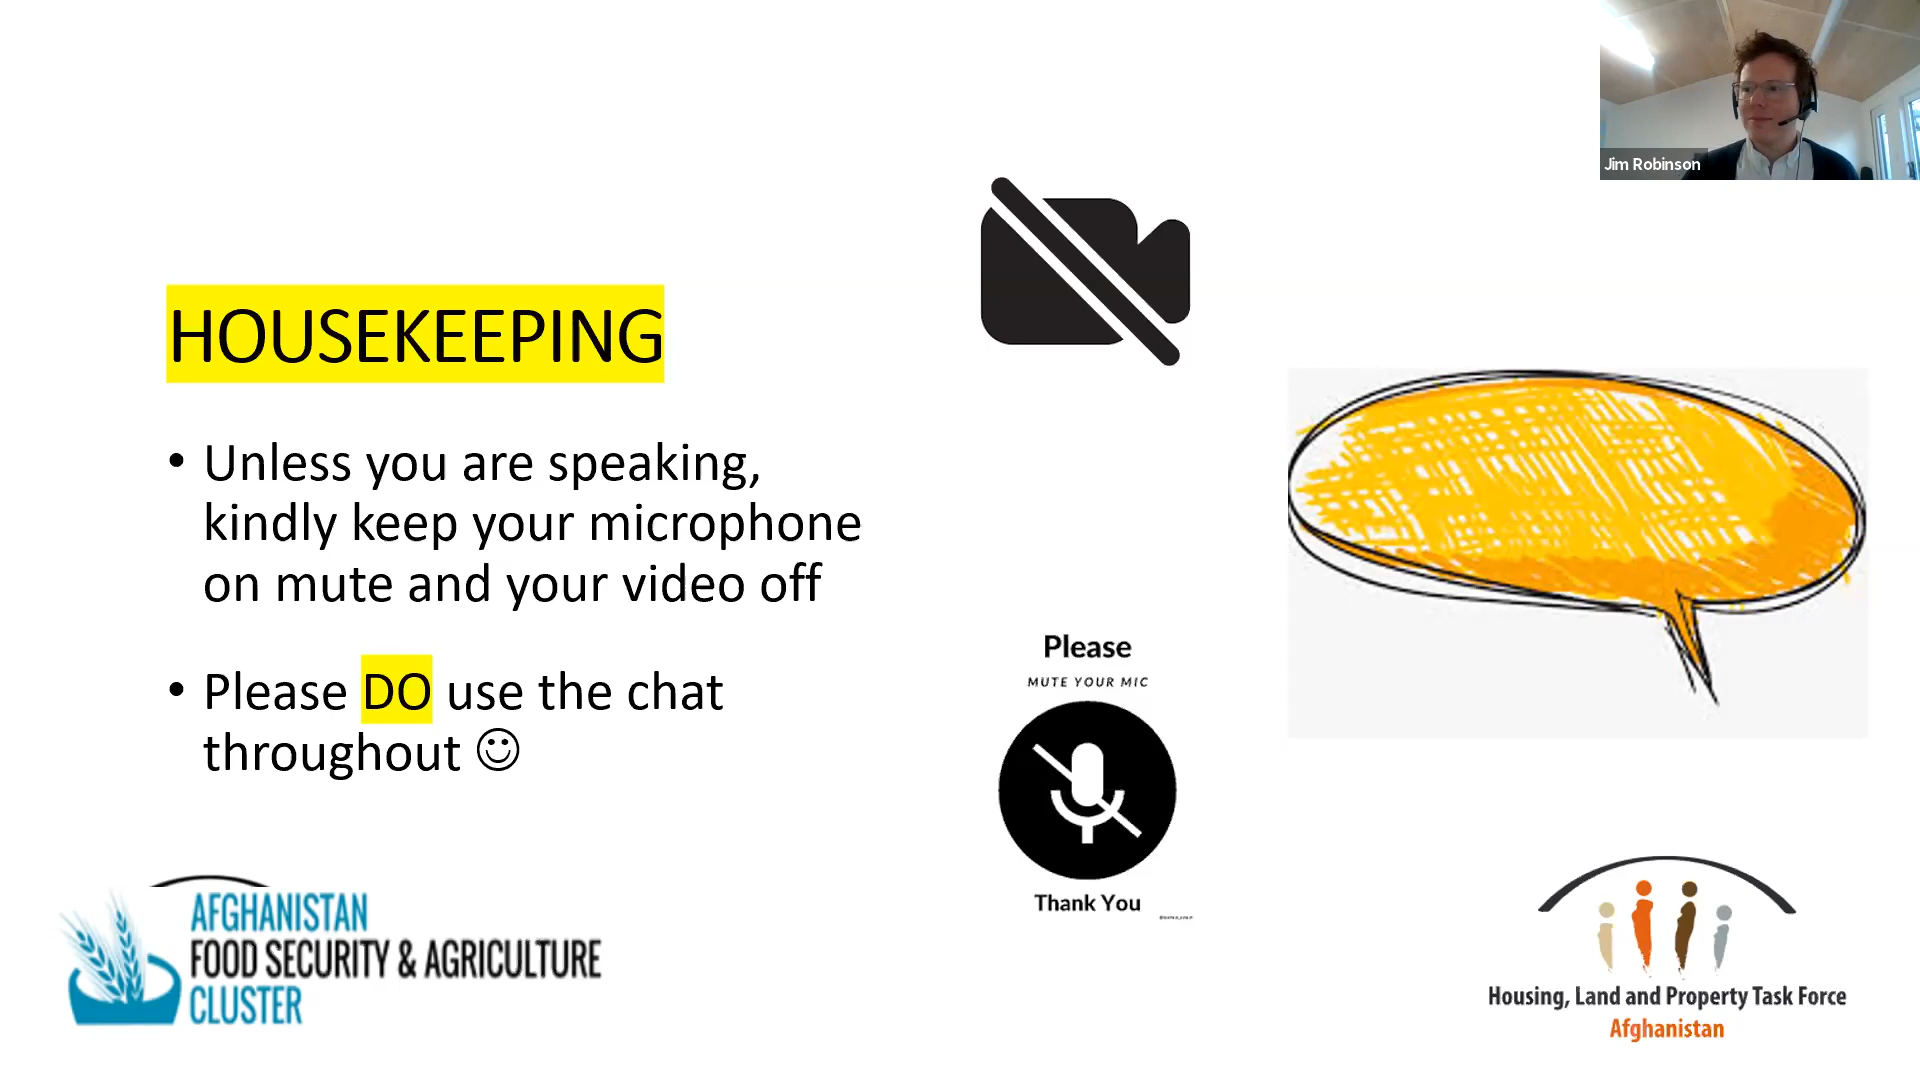 Jim Robinson
HOUSEKEEPING
• Unless you are speaking,
kindly keep your microphone
on mute and your video off
• Please DO use the chat
throughout ☺
Please
MUTE YOUR MIC
Thank You
AFGHANISTAN
FOOD SECURITY & AGRICULTURE
CLUSTER
Housing, Land and Property Task Force
Afghanistan